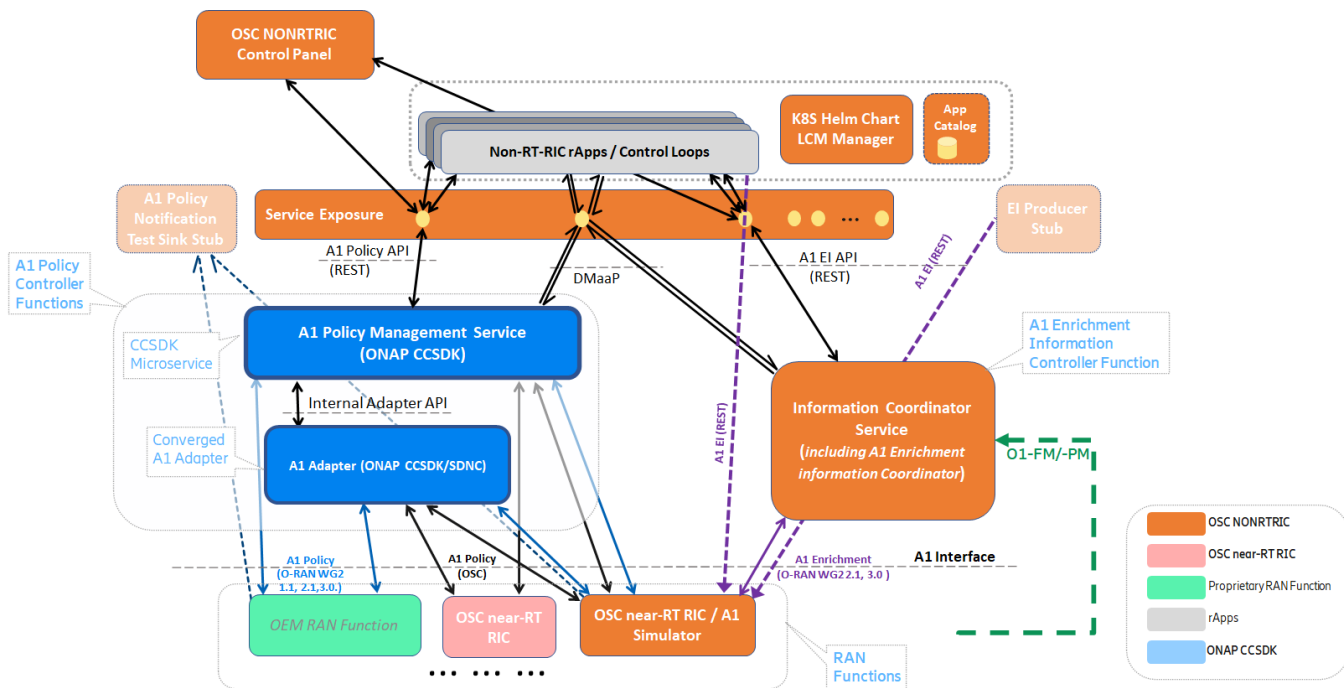 OSC NONRTRIC
Control Panel
K8S Helm Chart
LCM Manager
App
Catalog
Non-RT-RIC rApps / Control Loops
A1 Policy
Notification
Test Sink Stub
Service Exposure
...
EI Producer
Stub
A1 Policy API
(REST)
DMaaP
A1 EI API
(REST)
A1 EI (REST)
A1 Policy
Controller
Functions
A1 Policy Management Service
(ONAP CCSDK)
CCSDK
Microservice
A1 Enrichment
Information
Controller Function
Internal Adapter API
A1 EI (REST)
Information Coordinator
Service
(including A1 Enrichment
information Coordinator)
Converged
A1 Adapter
A1 Adapter (ONAP CCSDK/SDNC)
O1-FM/-PM
A1 Policy
(O-RAN WG2
1.1, 2.1,3.0.)
A1 Policy
(OSC)
A1 Enrichment
(O-RAN WG2 2.1, 3.0 )
A1 Interface
OEM RAN Function
OSC near-RT
RIC
OSC near-RT RIC / A1
Simulator
... ... ...
RAN
Functions
OSC NONRTRIC
OSC near-RT RIC
Proprietary RAN Function
rApps
ONAP CCSDK